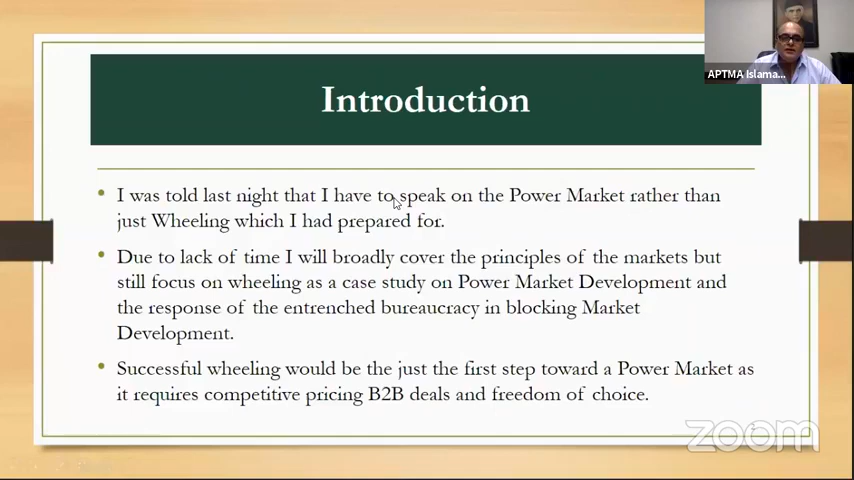 APTMA Islama...
Introduction
• I was told last night that I have to speak on the Power Market rather than
just Wheeling which I had prepared for.
• Due to lack of time I will broadly cover the principles of the markets but
still focus on wheeling as a case study on Power Market Development and
the response of the entrenched bureaucracy in blocking Market
Development.
• Successful wheeling would be the just the first step toward a Power Market as
it requires competitive pricing B2B deals and freedom of choice.
zoom